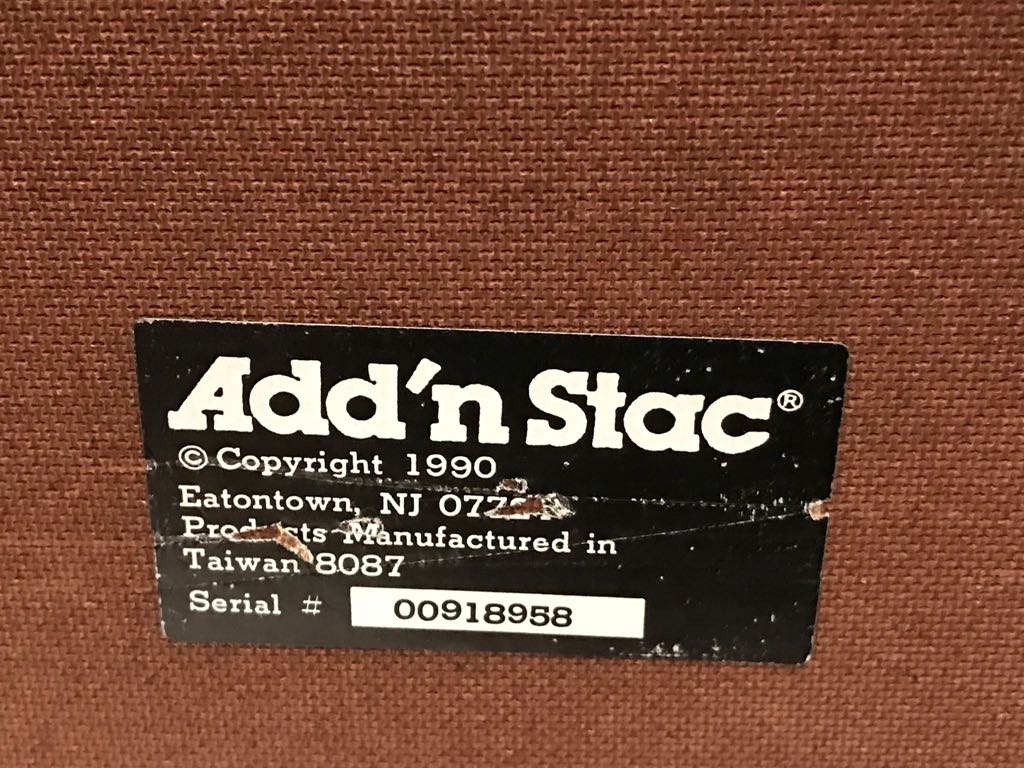 Add'n Stac®
© Copyright 1990
Eatontown, NJ
Products Manufactured in
Taiwan 8087
Serial # 00918958